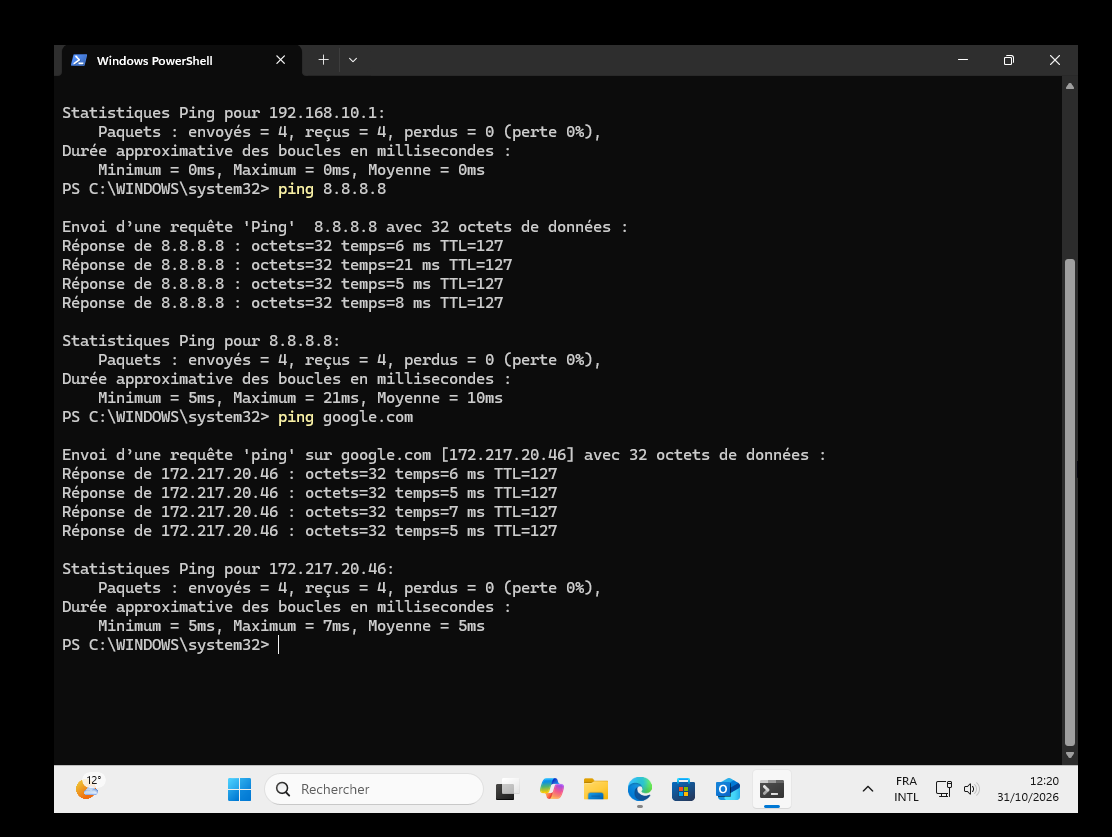 Windows PowerShell
Statistiques Ping pour 192.168.10.1:
    Paquets : envoyés = 4, reçus = 4, perdus = 0 (perte 0%),
Durée approximative des boucles en millisecondes :
    Minimum = 0ms, Maximum = 0ms, Moyenne = 0ms
PS C:\WINDOWS\system32> ping 8.8.8.8
Envoi d’une requête 'Ping'  8.8.8.8 avec 32 octets de données :
Réponse de 8.8.8.8 : octets=32 temps=6 ms TTL=127
Réponse de 8.8.8.8 : octets=32 temps=21 ms TTL=127
Réponse de 8.8.8.8 : octets=32 temps=5 ms TTL=127
Réponse de 8.8.8.8 : octets=32 temps=8 ms TTL=127
Statistiques Ping pour 8.8.8.8:
    Paquets : envoyés = 4, reçus = 4, perdus = 0 (perte 0%),
Durée approximative des boucles en millisecondes :
    Minimum = 5ms, Maximum = 21ms, Moyenne = 10ms
PS C:\WINDOWS\system32> ping google.com
Envoi d’une requête 'ping' sur google.com [172.217.20.46] avec 32 octets de données :
Réponse de 172.217.20.46 : octets=32 temps=6 ms TTL=127
Réponse de 172.217.20.46 : octets=32 temps=5 ms TTL=127
Réponse de 172.217.20.46 : octets=32 temps=7 ms TTL=127
Réponse de 172.217.20.46 : octets=32 temps=5 ms TTL=127
Statistiques Ping pour 172.217.20.46:
    Paquets : envoyés = 4, reçus = 4, perdus = 0 (perte 0%),
Durée approximative des boucles en millisecondes :
    Minimum = 5ms, Maximum = 7ms, Moyenne = 5ms
PS C:\WINDOWS\system32>
12°
Rechercher
FRA
INTL
12:20
31/10/2026